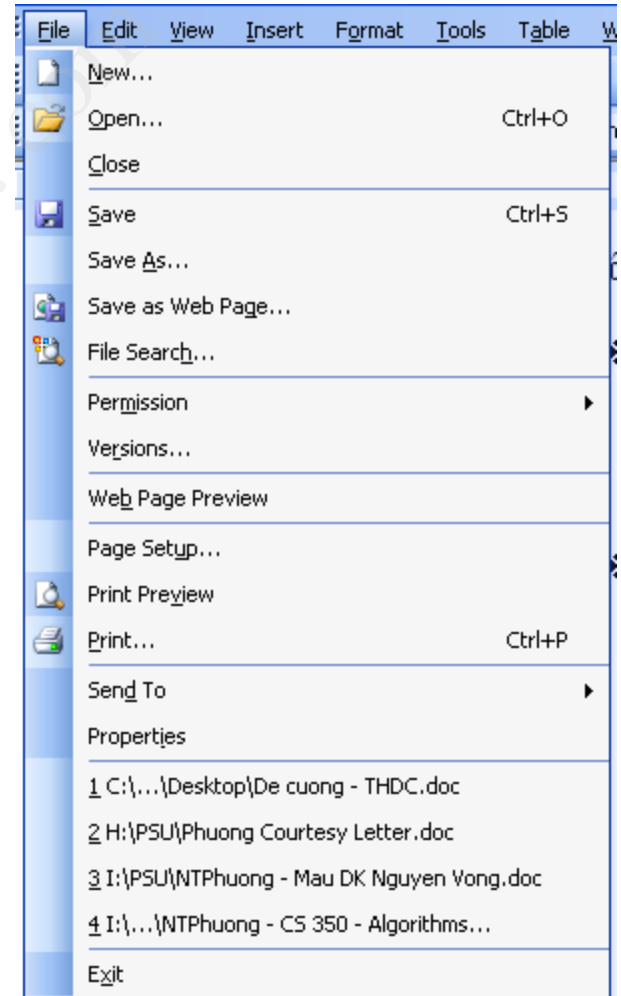 File Edit View Insert Format Tools Table W
New...
Open... Ctrl+O
Close
Save Ctrl+S
Save As...
Save as Web Page...
File Search...
Permission
Versions...
Web Page Preview
Page Setup...
Print Preview
Print... Ctrl+P
Send To
Properties
1 C:\...\Desktop\De cuong - THDC.doc
2 H:\PSU\Phuong Courtesy Letter.doc
3 I:\PSU\NTPhuong - Mau DK Nguyen Vong.doc
4 I:\...\NTPhuong - CS 350 - Algorithms...
Exit